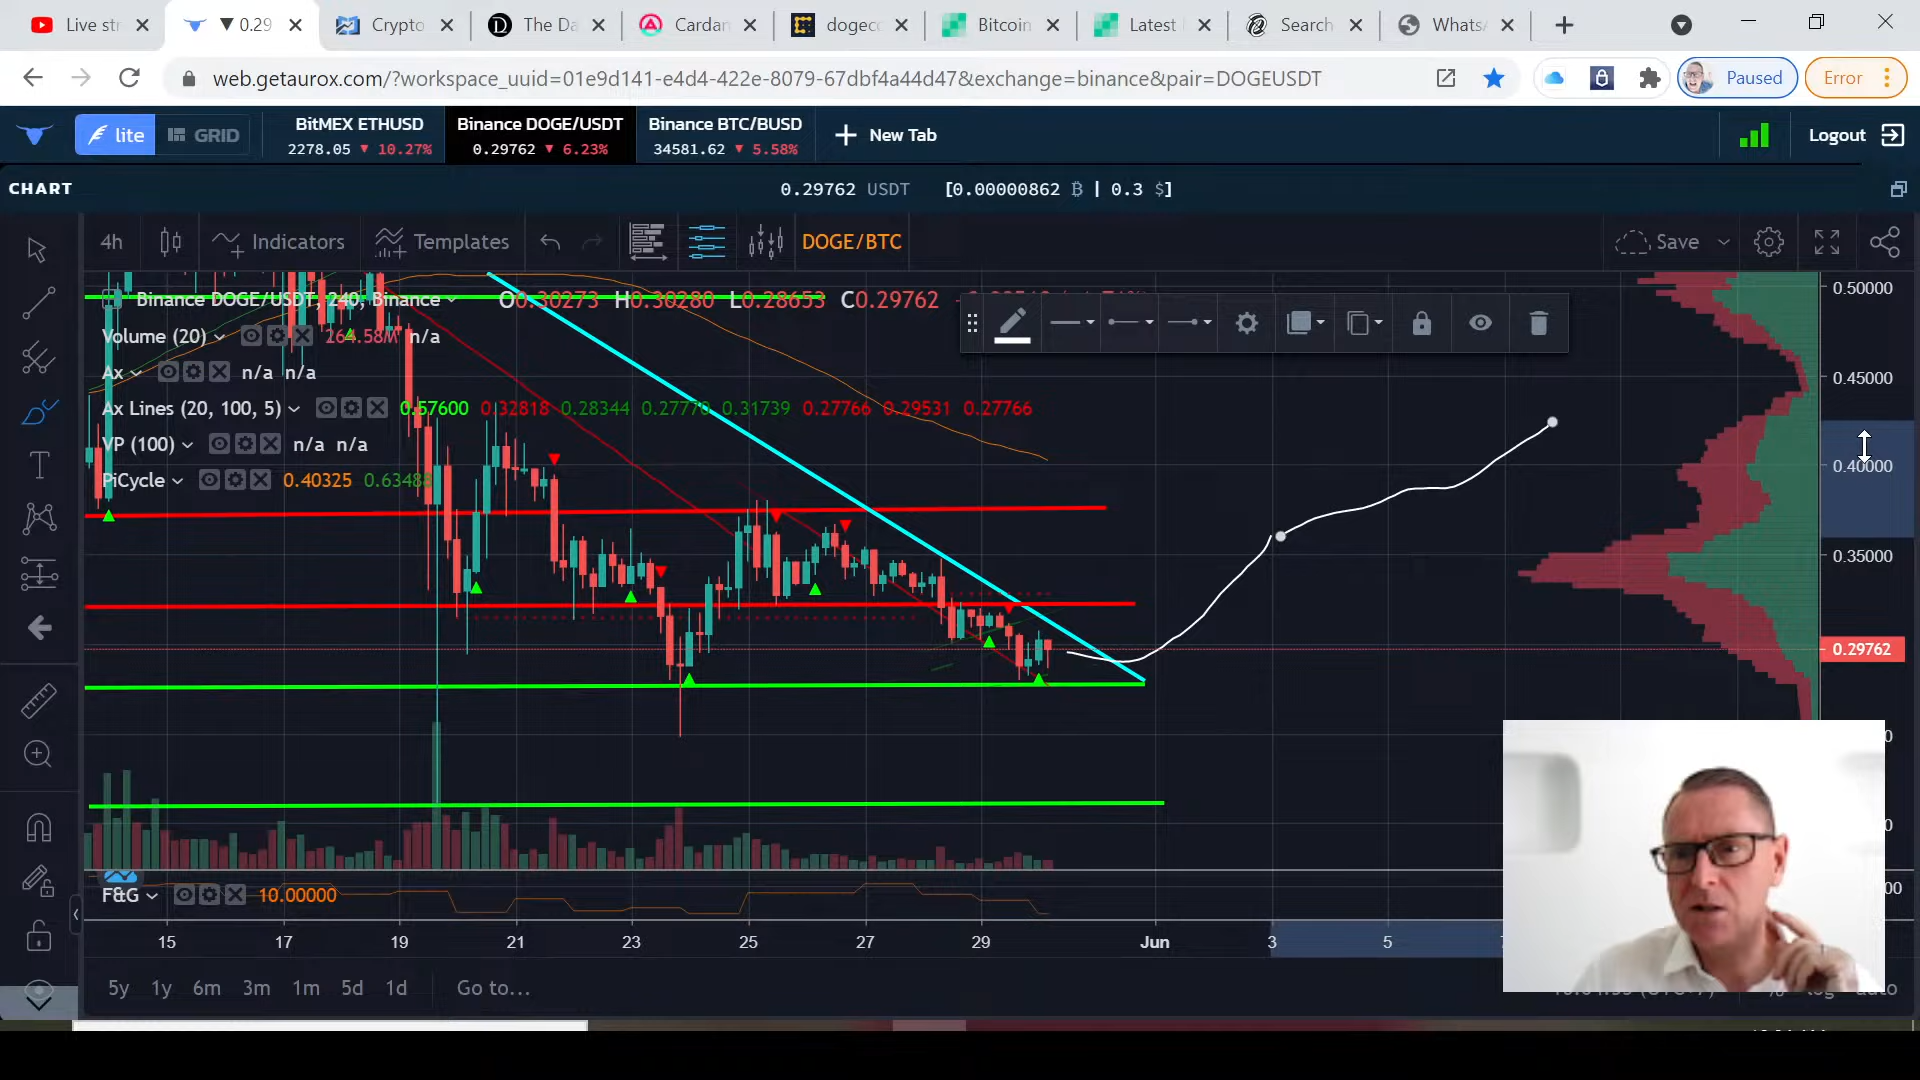 Live str
▼ 0.29
Crypto
The Da
Cardan
dogec
Bitcoin
Latest
Search
WhatsA
web.getaurox.com/?workspace_uuid=01e9d141-e4d4-422e-8079-67dbf4a44d47&exchange=binance&pair=DOGEUSDT
Paused
Error
lite
GRID
BitMEX ETHUSD
2278.05 ▼ 10.27%
Binance DOGE/USDT
0.29762 ▼ 6.23%
Binance BTC/BUSD
34581.62 ▼ 5.58%
New Tab
Logout
CHART
0.29762 USDT [0.00000862 ₿ | 0.3 $]
4h
Indicators
Templates
DOGE/BTC
Save
Binance DOGE/USDT, 240, Binance
O0.30273 H0.30280 L0.28653 C0.29762
Volume (20) 264.58M n/a
Ax n/a n/a
Ax Lines (20, 100, 5) 0.57600 0.32818 0.28344 0.27770 0.31739 0.27766 0.29531 0.27766
VP (100) n/a n/a
PiCycle 0.40325 0.63488
F&G 10.00000
0.50000
0.45000
0.40000
0.35000
0.29762
15 17 19 21 23 25 27 29 Jun 3 5
5y 1y 6m 3m 1m 5d 1d Go to...